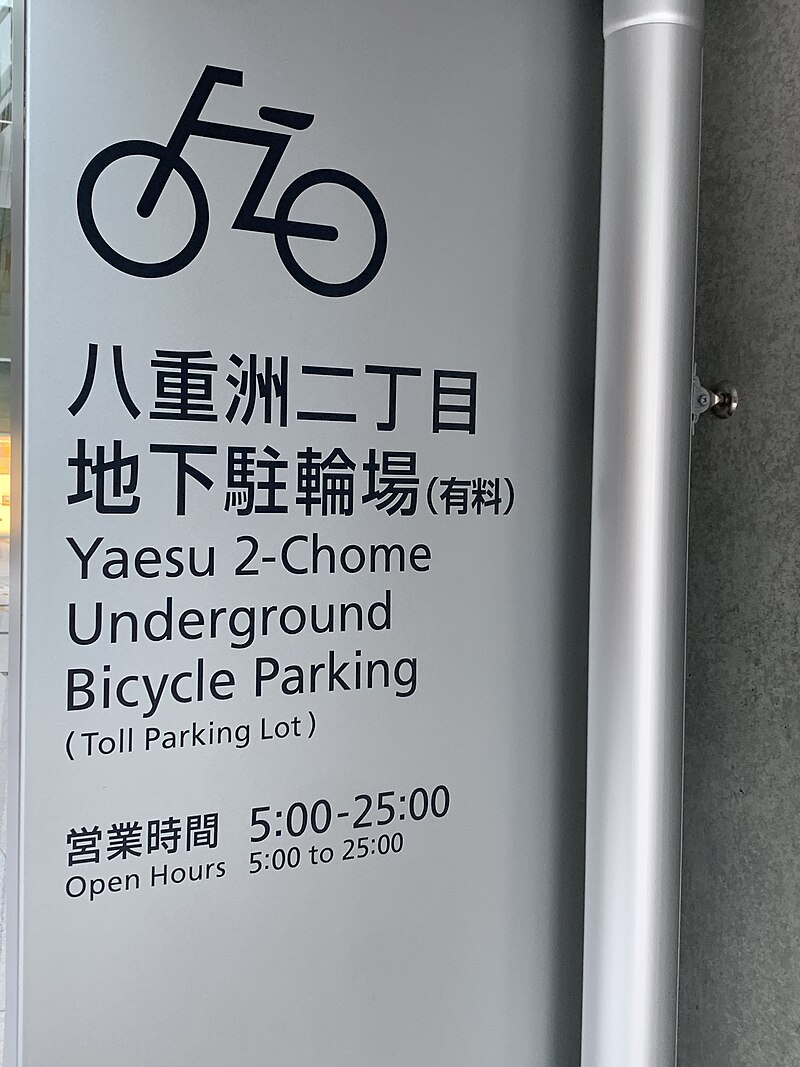 八重洲二丁目
地下駐輪場(有料)
Yaesu 2-Chome
Underground
Bicycle Parking
(Toll Parking Lot)
営業時間 5:00-25:00
Open Hours 5:00 to 25:00